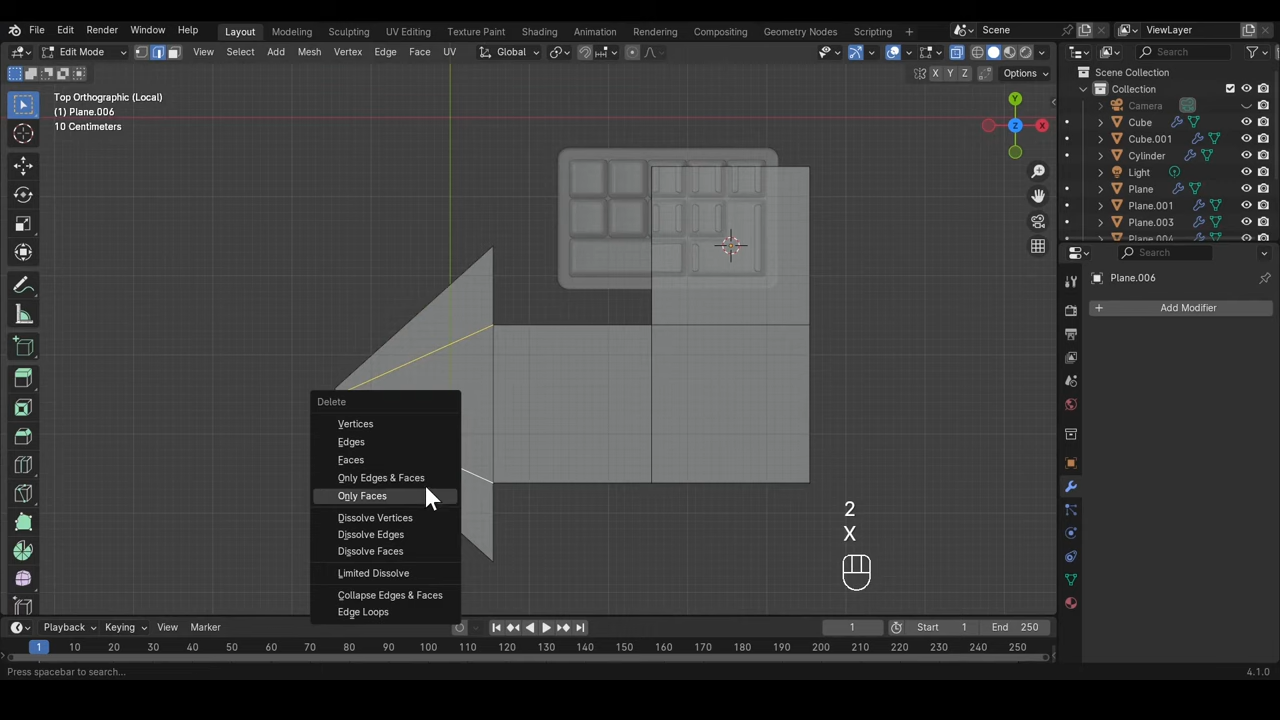 File Edit Render Window Help Layout Modeling Sculpting UV Editing Texture Paint Shading Animation Rendering Compositing Geometry Nodes Scripting + Scene ViewLayer
Edit Mode View Select Add Mesh Vertex Edge Face UV Global Search
X Y Z Options
Top Orthographic (Local)
(1) Plane.006
10 Centimeters
Y
Z
X
Scene Collection
Collection
Camera
Cube
Cube.001
Cylinder
Light
Plane
Plane.001
Plane.003
Plane.004
Search
Plane.006
+ Add Modifier
Delete
Vertices
Edges
Faces
Only Edges & Faces
Only Faces
Dissolve Vertices
Dissolve Edges
Dissolve Faces
Limited Dissolve
Collapse Edges & Faces
Edge Loops
2
X
Playback Keying View Marker 1 Start 1 End 250
1 10 20 30 40 50 60 70 80 90 100 110 120 130 140 150 160 170 180 190 200 210 220 230 240 250
Press spacebar to search... 4.1.0